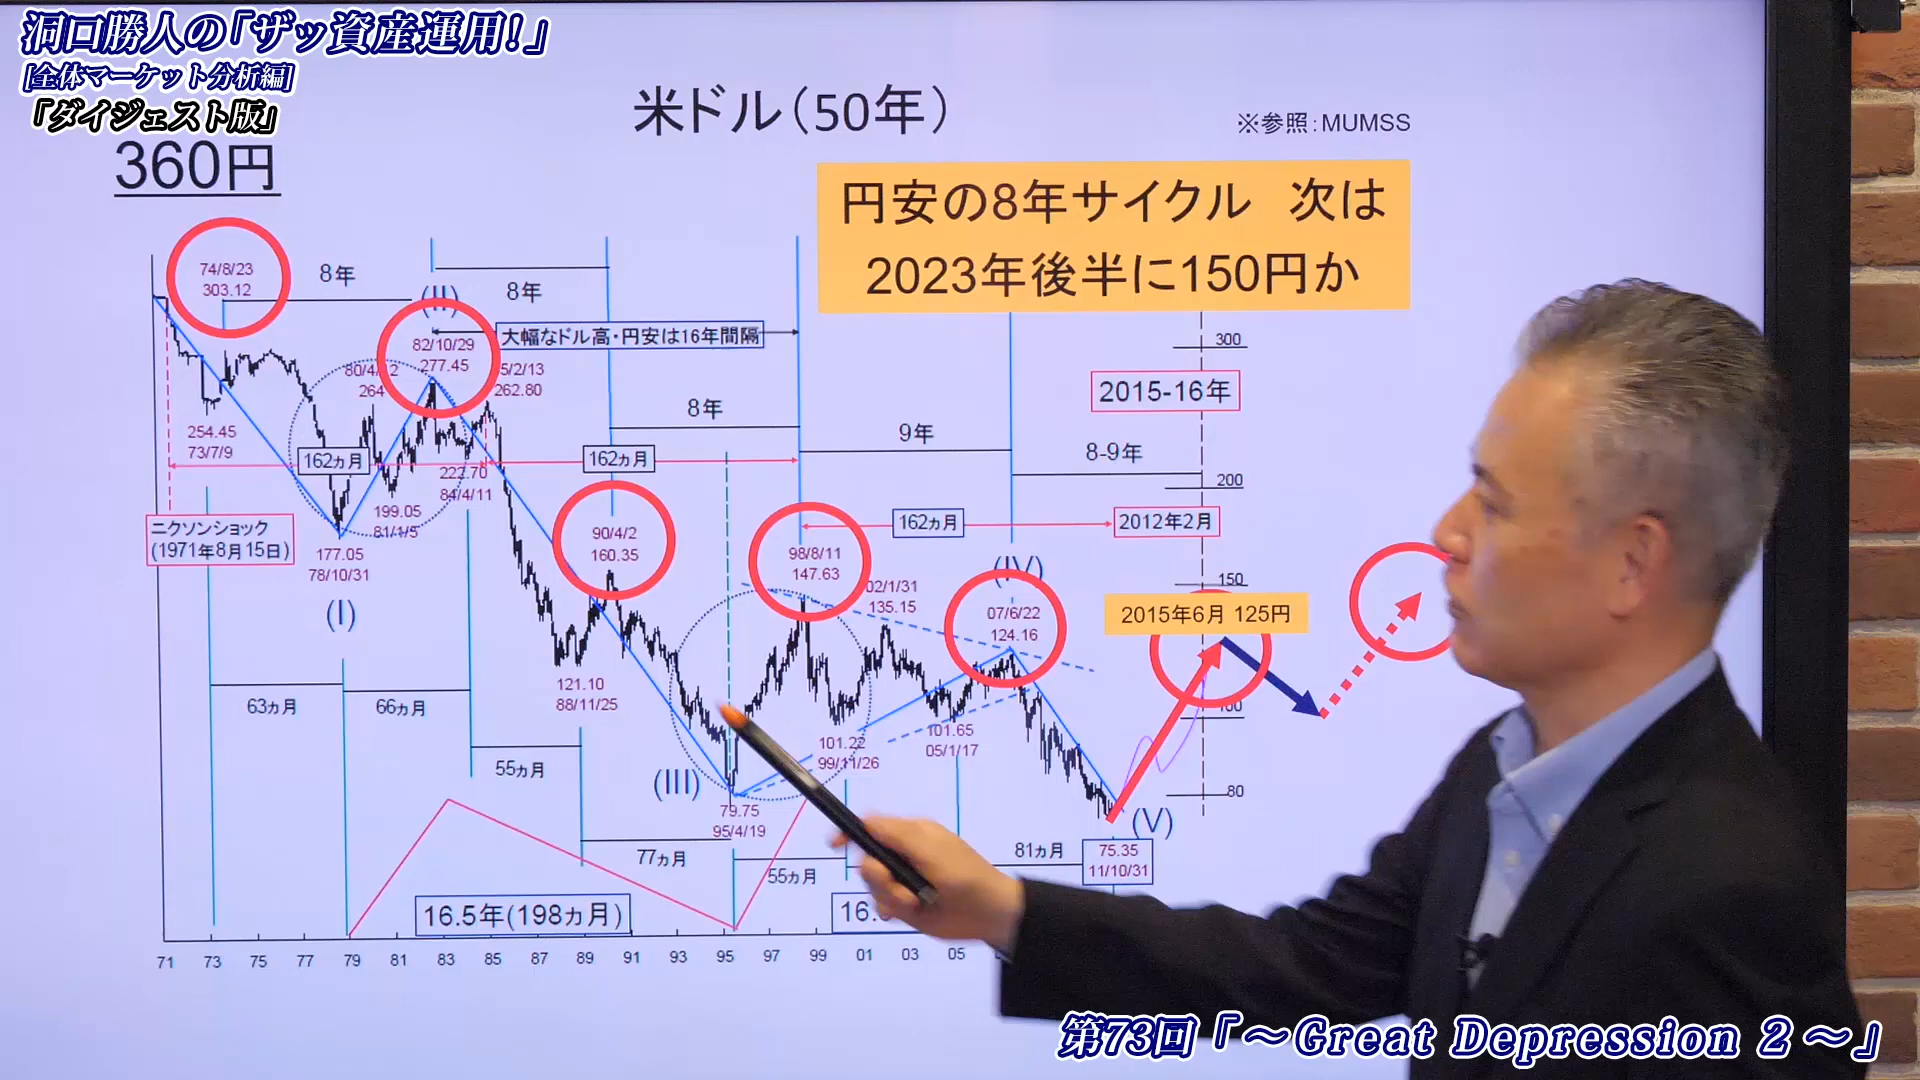 洞口勝人の「ザッ資産運用!」
[全体マーケット分析編]
「ダイジェスト版」
360円
米ドル(50年)
※参照:MUMSS
円安の8年サイクル 次は
2023年後半に150円か
74/8/23
303.12
8年
(II)
8年
大幅なドル高・円安は16年間隔
82/10/29
277.45
264
5/2/13
262.80
300
2015-16年
8年
9年
8-9年
254.45
73/7/9
162ヵ月
162ヵ月
222.70
84/4/11
200
199.05
81/1/5
162ヵ月
2012年2月
ニクソンショック
(1971年8月15日)
177.05
78/10/31
(I)
90/4/2
160.35
98/8/11
147.63
02/1/31
135.15
(IV)
07/6/22
124.16
150
2015年6月 125円
121.10
88/11/25
63ヵ月
66ヵ月
55ヵ月
77ヵ月
(III)
79.75
95/4/19
101.22
99/11/26
101.65
05/1/17
80
(V)
75.35
11/10/31
81ヵ月
55ヵ月
16.5年(198ヵ月)
16.
71 73 75 77 79 81 83 85 87 89 91 93 95 97 99 01 03 05
第73回「～Great Depression 2～」